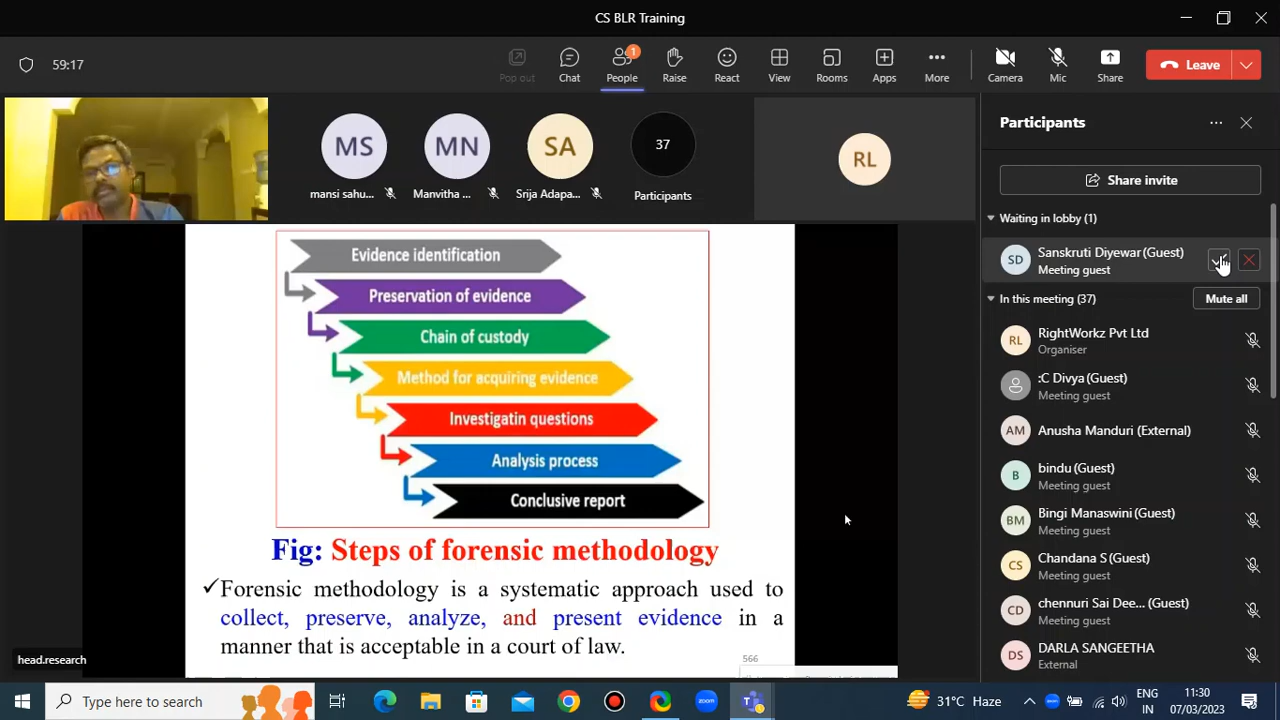 CS BLR Training
59:17
Pop out
Chat
1
People
Raise
React
View
Rooms
Apps
More
Camera
Mic
Share
Leave
MS
mansi sahu...
MN
Manvitha ...
SA
Srija Adapa...
37
Participants
RL
Evidence identification
Preservation of evidence
Chain of custody
Method for acquiring evidence
Investigatin questions
Analysis process
Conclusive report
Fig: Steps of forensic methodology
✓Forensic methodology is a systematic approach used to
collect, preserve, analyze, and present evidence in a
manner that is acceptable in a court of law.
566
head.research
Participants
Share invite
Waiting in lobby (1)
SD
Sanskruti Diyewar (Guest)
Meeting guest
In this meeting (37)
Mute all
RL
RightWorkz Pvt Ltd
Organiser
:C Divya (Guest)
Meeting guest
AM
Anusha Manduri (External)
B
bindu (Guest)
Meeting guest
BM
Bingi Manaswini (Guest)
Meeting guest
CS
Chandana S (Guest)
Meeting guest
CD
chennuri Sai Dee... (Guest)
Meeting guest
DS
DARLA SANGEETHA
External
Type here to search
zoom
31°C Haze
ENG
IN
11:30
07/03/2023